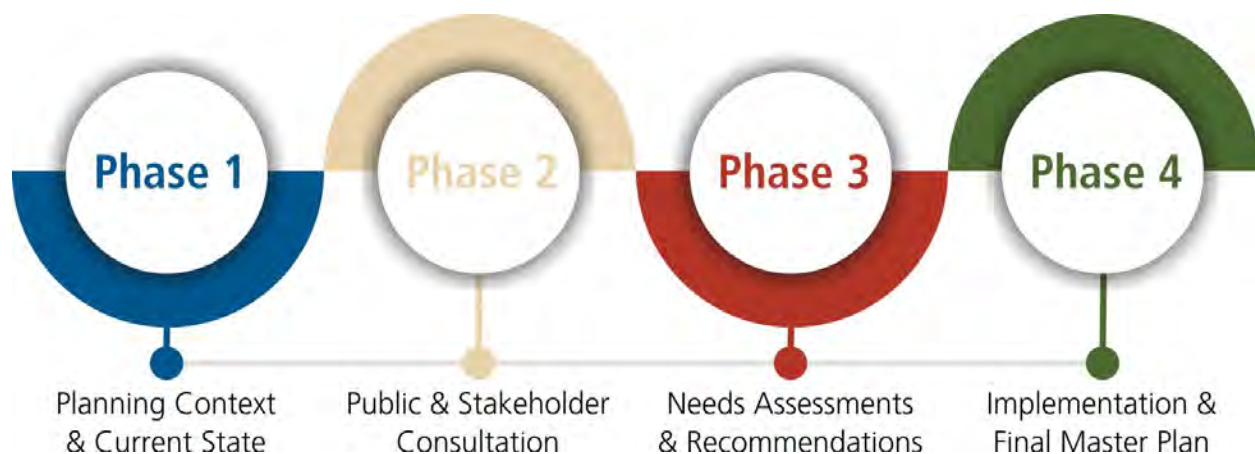 Phase 1
Phase 2
Phase 3
Phase 4
Planning Context
& Current State
Public & Stakeholder
Consultation
Needs Assessments
& Recommendations
Implementation &
Final Master Plan